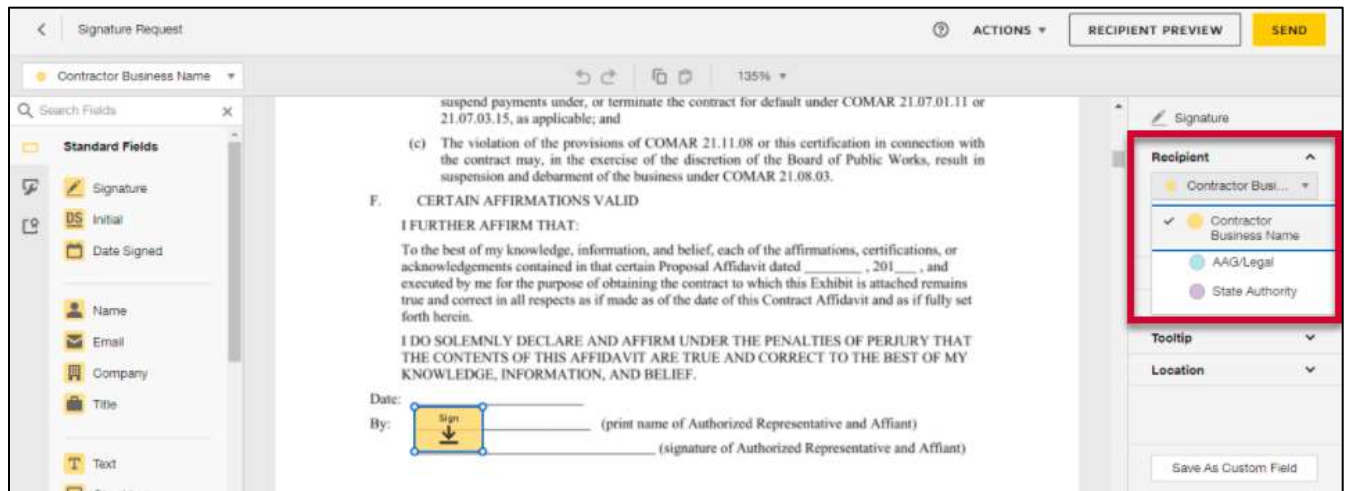 Signature Request
ACTIONS
RECIPIENT PREVIEW
SEND
Contractor Business Name
135%
Search Fields
Standard Fields
Signature
DS Initial
Date Signed
Name
Email
Company
Title
T Text
suspend payments under, or terminate the contract for default under COMAR 21.07.01.11 or
21.07.03.15, as applicable; and
(c) The violation of the provisions of COMAR 21.11.08 or this certification in connection with
the contract may, in the exercise of the discretion of the Board of Public Works, result in
suspension and debarment of the business under COMAR 21.08.03.
F. CERTAIN AFFIRMATIONS VALID
I FURTHER AFFIRM THAT:
To the best of my knowledge, information, and belief, each of the affirmations, certifications, or
acknowledgements contained in that certain Proposal Affidavit dated ________ , 201___ , and
executed by me for the purpose of obtaining the contract to which this Exhibit is attached remains
true and correct in all respects as if made as of the date of this Contract Affidavit and as if fully set
forth herein.
I DO SOLEMNLY DECLARE AND AFFIRM UNDER THE PENALTIES OF PERJURY THAT
THE CONTENTS OF THIS AFFIDAVIT ARE TRUE AND CORRECT TO THE BEST OF MY
KNOWLEDGE, INFORMATION, AND BELIEF.
Date:
By:
Sign
(print name of Authorized Representative and Affiant)
(signature of Authorized Representative and Affiant)
Signature
Recipient
Contractor Busi...
Contractor
Business Name
AAG/Legal
State Authority
Tooltip
Location
Save As Custom Field